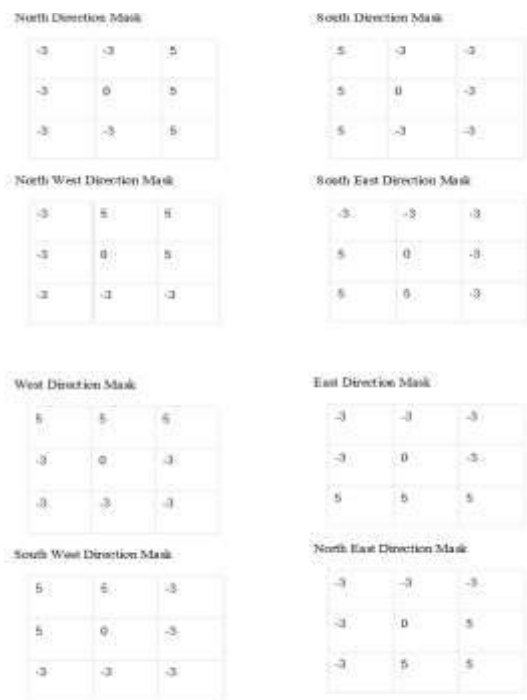 North Direction Mask
-3 -3 5
-3 0 5
-3 -3 5
South Direction Mask
5 -3 -3
5 0 -3
5 -3 -3
North West Direction Mask
-3 5 5
-3 0 5
-3 -3 -3
South East Direction Mask
-3 -3 -3
5 0 -3
5 5 -3
West Direction Mask
5 5 5
-3 0 -3
-3 -3 -3
East Direction Mask
-3 -3 -3
-3 0 -3
5 5 5
South West Direction Mask
5 5 -3
5 0 -3
-3 -3 -3
North East Direction Mask
-3 -3 -3
-3 0 5
-3 5 5